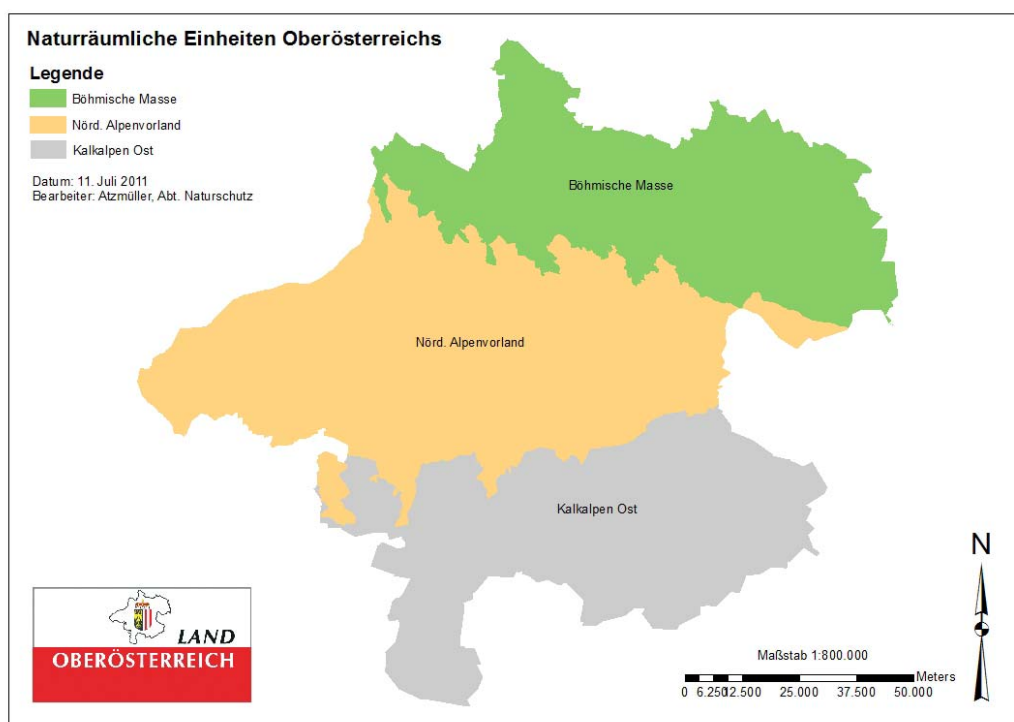 Naturräumliche Einheiten Oberösterreichs
Legende
Böhmische Masse
Nörd. Alpenvorland
Kalkalpen Ost
Datum: 11. Juli 2011
Bearbeiter: Atzmüller, Abt. Naturschutz
Böhmische Masse
Nörd. Alpenvorland
Kalkalpen Ost
N
LAND
OBERÖSTERREICH
Maßstab 1:800.000
Meters
0 6.250 12.500 25.000 37.500 50.000